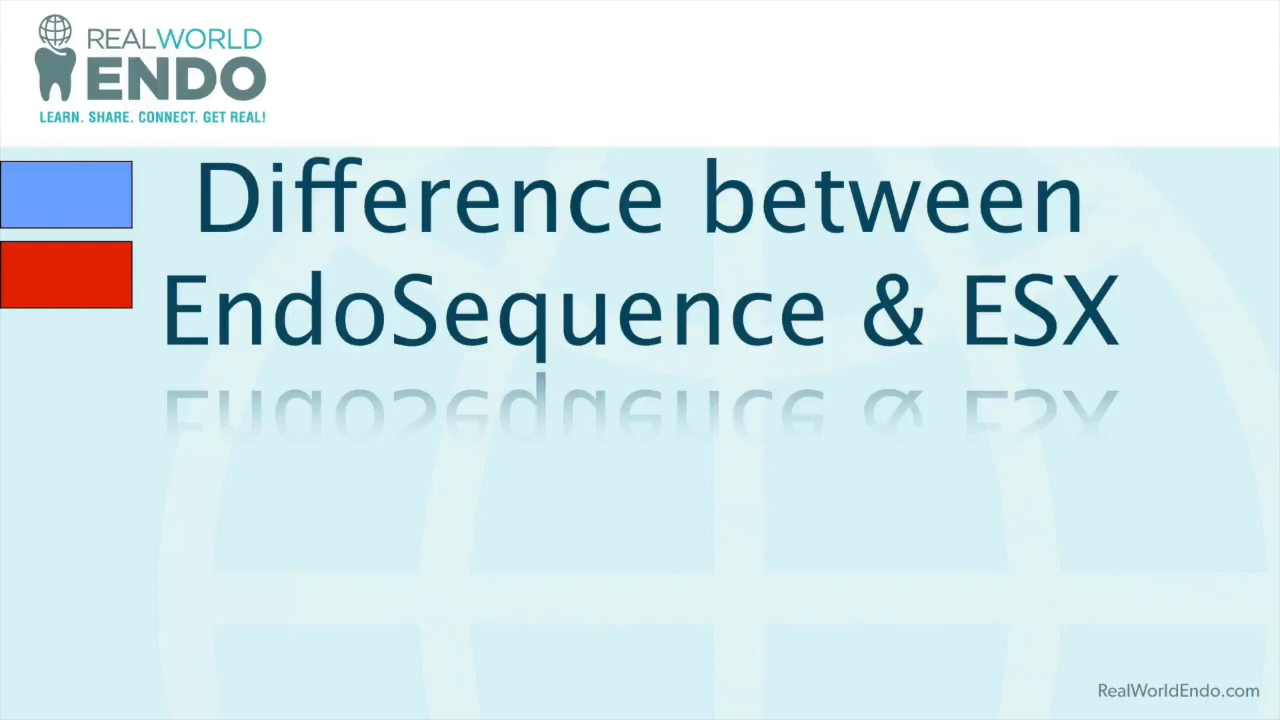 REALWORLD
ENDO
LEARN. SHARE. CONNECT. GET REAL!
Difference between
EndoSequence & ESX
RealWorldEndo.com